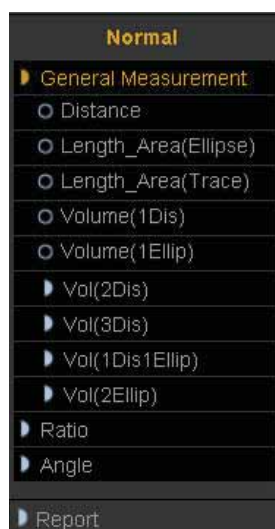 Normal
General Measurement
Distance
Length_Area(Ellipse)
Length_Area(Trace)
Volume(1Dis)
Volume(1Ellip)
Vol(2Dis)
Vol(3Dis)
Vol(1Dis1Ellip)
Vol(2Ellip)
Ratio
Angle
Report